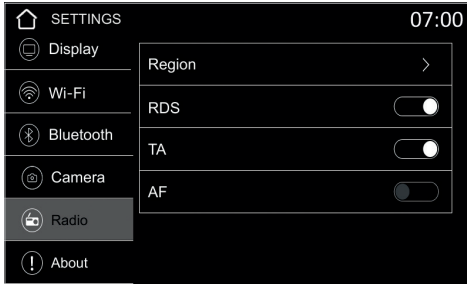 SETTINGS
07:00
Display
Wi-Fi
Bluetooth
Camera
Radio
About
Region
RDS
TA
AF